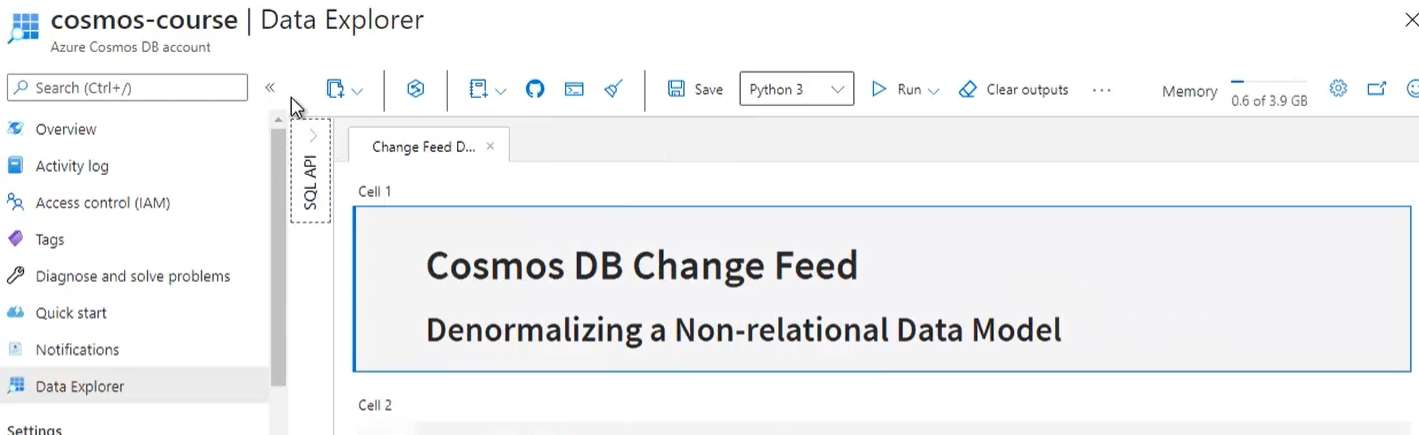 cosmos-course | Data Explorer
Azure Cosmos DB account
Search (Ctrl+/)
Save
Python 3
Run
Clear outputs
Memory
0.6 of 3.9 GB
Overview
Activity log
Access control (IAM)
Tags
Diagnose and solve problems
Quick start
Notifications
Data Explorer
Settings
SQL API
Change Feed D...
Cell 1
Cosmos DB Change Feed
Denormalizing a Non-relational Data Model
Cell 2